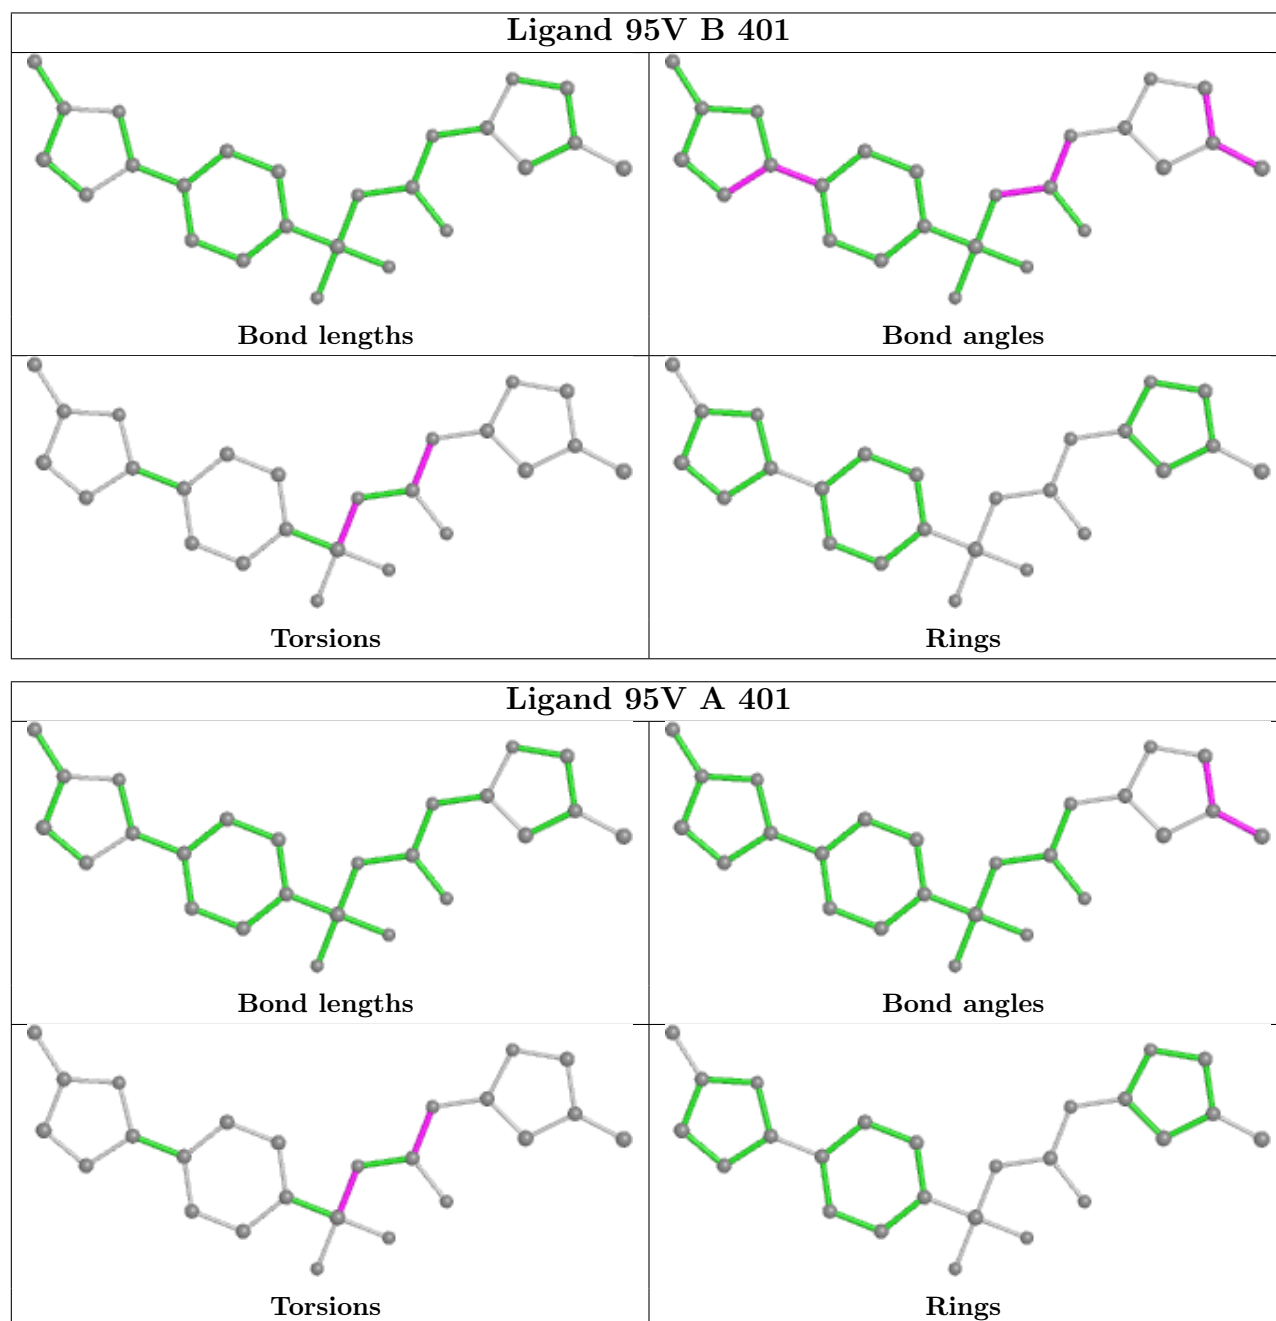 Ligand 95V B 401
Bond lengths
Bond angles
Torsions
Rings
Ligand 95V A 401
Bond lengths
Bond angles
Torsions
Rings